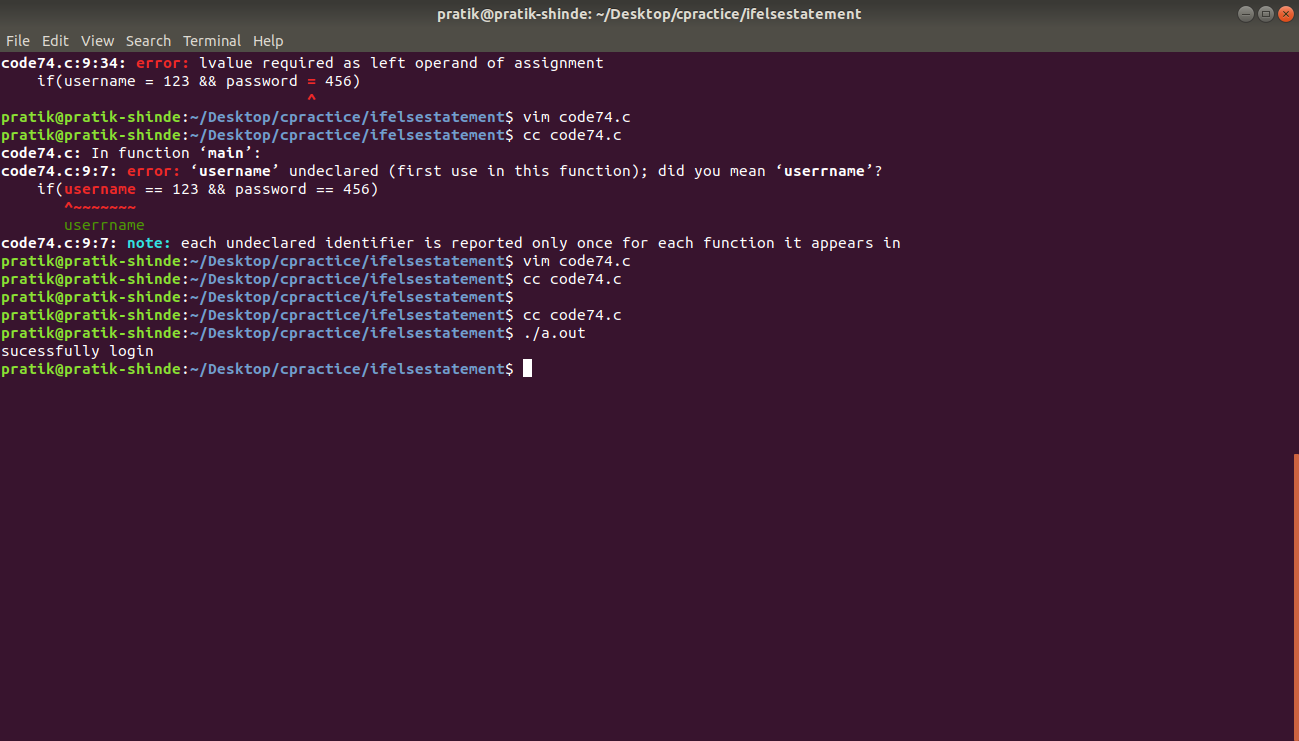 pratik@pratik-shinde: ~/Desktop/cpractice/ifelsestatement
File Edit View Search Terminal Help
code74.c:9:34: error: lvalue required as left operand of assignment
    if(username = 123 && password = 456)
                                  ^
pratik@pratik-shinde:~/Desktop/cpractice/ifelsestatement$ vim code74.c
pratik@pratik-shinde:~/Desktop/cpractice/ifelsestatement$ cc code74.c
code74.c: In function ‘main’:
code74.c:9:7: error: ‘username’ undeclared (first use in this function); did you mean ‘userrname’?
    if(username == 123 && password == 456)
       ^~~~~~~~
       userrname
code74.c:9:7: note: each undeclared identifier is reported only once for each function it appears in
pratik@pratik-shinde:~/Desktop/cpractice/ifelsestatement$ vim code74.c
pratik@pratik-shinde:~/Desktop/cpractice/ifelsestatement$ cc code74.c
pratik@pratik-shinde:~/Desktop/cpractice/ifelsestatement$
pratik@pratik-shinde:~/Desktop/cpractice/ifelsestatement$ cc code74.c
pratik@pratik-shinde:~/Desktop/cpractice/ifelsestatement$ ./a.out
sucessfully login
pratik@pratik-shinde:~/Desktop/cpractice/ifelsestatement$